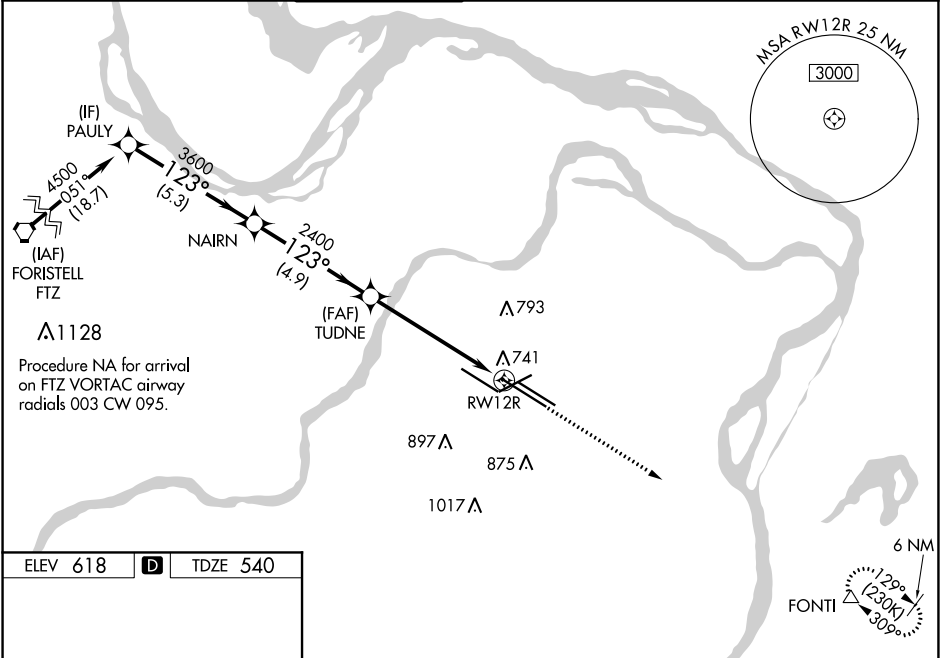 MSA RW12R 25 NM
3000
(IF)
PAULY
4500
051°
(18.7)
3600
123°
(5.3)
NAIRN
2400
123°
(4.9)
(IAF)
FORISTELL
FTZ
(FAF)
TUDNE
793
1128
741
Procedure NA for arrival
on FTZ VORTAC airway
radials 003 CW 095.
RW12R
897
875
1017
ELEV 618 D TDZE 540
6 NM
129°
(230K)
309°
FONTI